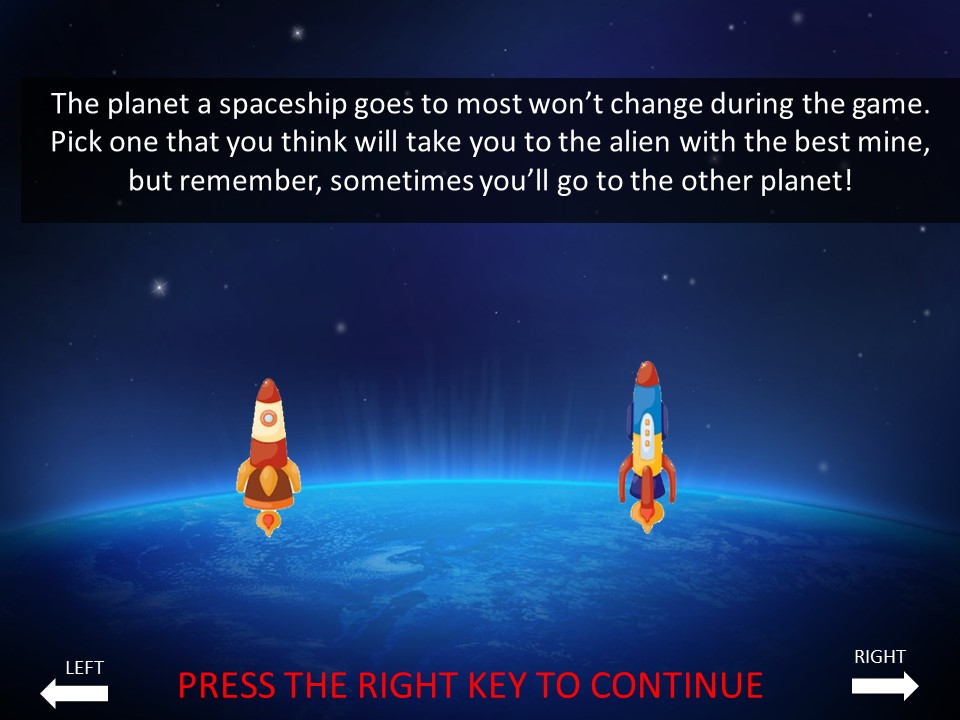 The planet a spaceship goes to most won’t change during the game.
Pick one that you think will take you to the alien with the best mine,
but remember, sometimes you’ll go to the other planet!
LEFT
PRESS THE RIGHT KEY TO CONTINUE
RIGHT